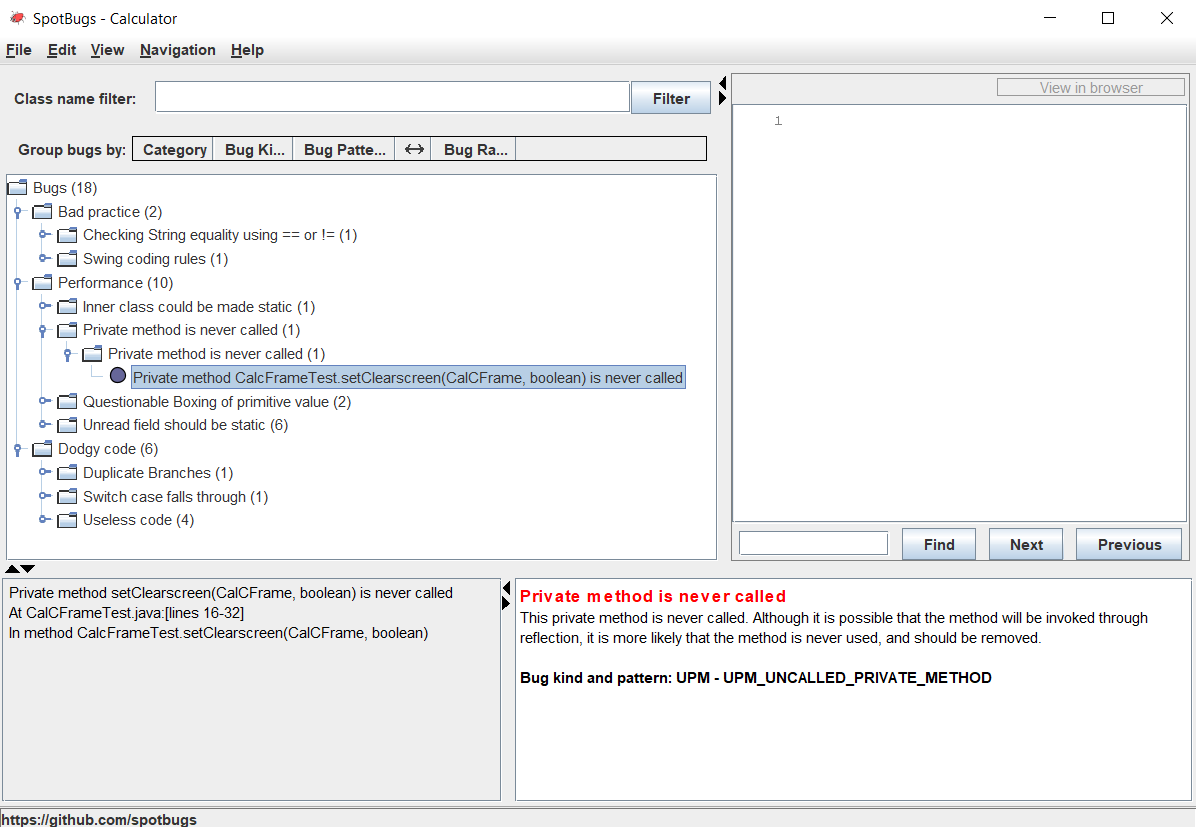 SpotBugs - Calculator
File Edit View Navigation Help
Class name filter: Filter
Group bugs by: Category Bug Ki... Bug Patte... Bug Ra...
Bugs (18)
Bad practice (2)
Checking String equality using == or != (1)
Swing coding rules (1)
Performance (10)
Inner class could be made static (1)
Private method is never called (1)
Private method is never called (1)
Private method CalcFrameTest.setClearscreen(CalCFrame, boolean) is never called
Questionable Boxing of primitive value (2)
Unread field should be static (6)
Dodgy code (6)
Duplicate Branches (1)
Switch case falls through (1)
Useless code (4)
View in browser
1
Find Next Previous
Private method setClearscreen(CalCFrame, boolean) is never called
At CalCFrameTest.java:[lines 16-32]
In method CalcFrameTest.setClearscreen(CalCFrame, boolean)
Private method is never called
This private method is never called. Although it is possible that the method will be invoked through
reflection, it is more likely that the method is never used, and should be removed.
Bug kind and pattern: UPM - UPM_UNCALLED_PRIVATE_METHOD
https://github.com/spotbugs